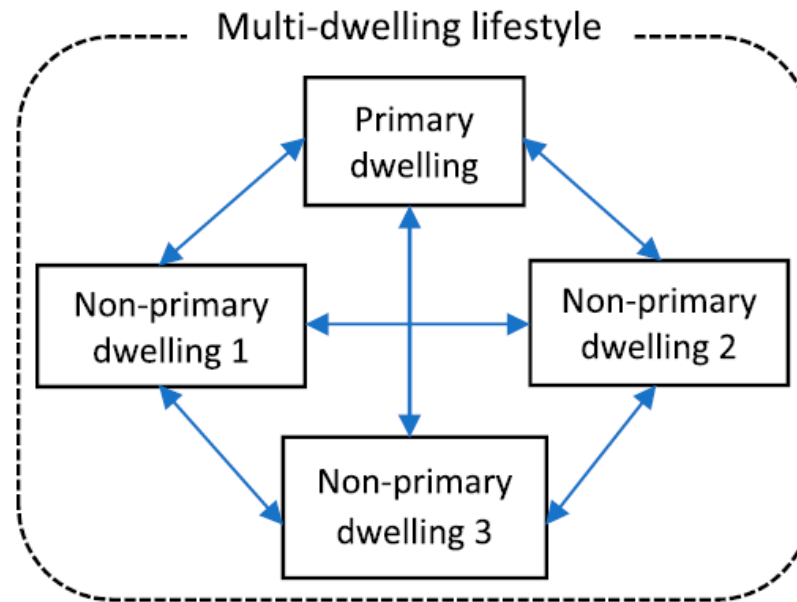 Multi-dwelling lifestyle
Primary
dwelling
Non-primary
dwelling 1
Non-primary
dwelling 2
Non-primary
dwelling 3